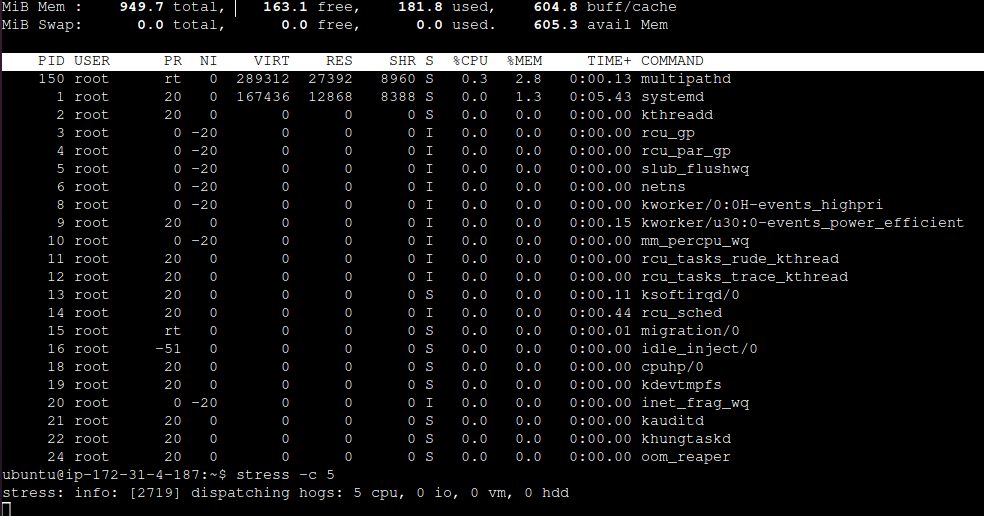 MiB Mem :    949.7 total,    163.1 free,    181.8 used,    604.8 buff/cache
MiB Swap:      0.0 total,      0.0 free,      0.0 used.    605.3 avail Mem
PID USER      PR  NI    VIRT    RES    SHR S  %CPU  %MEM     TIME+ COMMAND
150 root      rt   0  289312  27392   8960 S   0.3   2.8   0:00.13 multipathd
1 root      20   0  167436  12868   8388 S   0.0   1.3   0:05.43 systemd
2 root      20   0       0      0      0 S   0.0   0.0   0:00.00 kthreadd
3 root       0 -20       0      0      0 I   0.0   0.0   0:00.00 rcu_gp
4 root       0 -20       0      0      0 I   0.0   0.0   0:00.00 rcu_par_gp
5 root       0 -20       0      0      0 I   0.0   0.0   0:00.00 slub_flushwq
6 root       0 -20       0      0      0 I   0.0   0.0   0:00.00 netns
8 root       0 -20       0      0      0 I   0.0   0.0   0:00.00 kworker/0:0H-events_highpri
9 root      20   0       0      0      0 I   0.0   0.0   0:00.15 kworker/u30:0-events_power_efficient
10 root       0 -20       0      0      0 I   0.0   0.0   0:00.00 mm_percpu_wq
11 root      20   0       0      0      0 I   0.0   0.0   0:00.00 rcu_tasks_rude_kthread
12 root      20   0       0      0      0 I   0.0   0.0   0:00.00 rcu_tasks_trace_kthread
13 root      20   0       0      0      0 S   0.0   0.0   0:00.11 ksoftirqd/0
14 root      20   0       0      0      0 I   0.0   0.0   0:00.44 rcu_sched
15 root      rt   0       0      0      0 S   0.0   0.0   0:00.01 migration/0
16 root     -51   0       0      0      0 S   0.0   0.0   0:00.00 idle_inject/0
18 root      20   0       0      0      0 S   0.0   0.0   0:00.00 cpuhp/0
19 root      20   0       0      0      0 S   0.0   0.0   0:00.00 kdevtmpfs
20 root       0 -20       0      0      0 I   0.0   0.0   0:00.00 inet_frag_wq
21 root      20   0       0      0      0 S   0.0   0.0   0:00.00 kauditd
22 root      20   0       0      0      0 S   0.0   0.0   0:00.00 khungtaskd
24 root      20   0       0      0      0 S   0.0   0.0   0:00.00 oom_reaper
ubuntu@ip-172-31-4-187:~$ stress -c 5
stress: info: [2719] dispatching hogs: 5 cpu, 0 io, 0 vm, 0 hdd